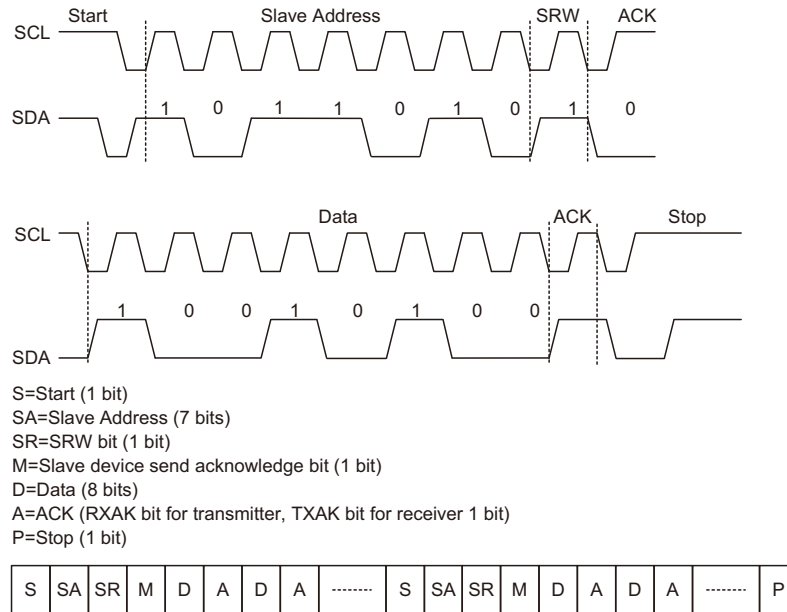 Start Slave Address SRW ACK
SCL
SDA 1 0 1 1 0 1 0 1 0
Data ACK Stop
SCL
1 0 0 1 0 1 0 0
SDA
S=Start (1 bit)
SA=Slave Address (7 bits)
SR=SRW bit (1 bit)
M=Slave device send acknowledge bit (1 bit)
D=Data (8 bits)
A=ACK (RXAK bit for transmitter, TXAK bit for receiver 1 bit)
P=Stop (1 bit)
S SA SR M D A D A ------ S SA SR M D A D A ------ P